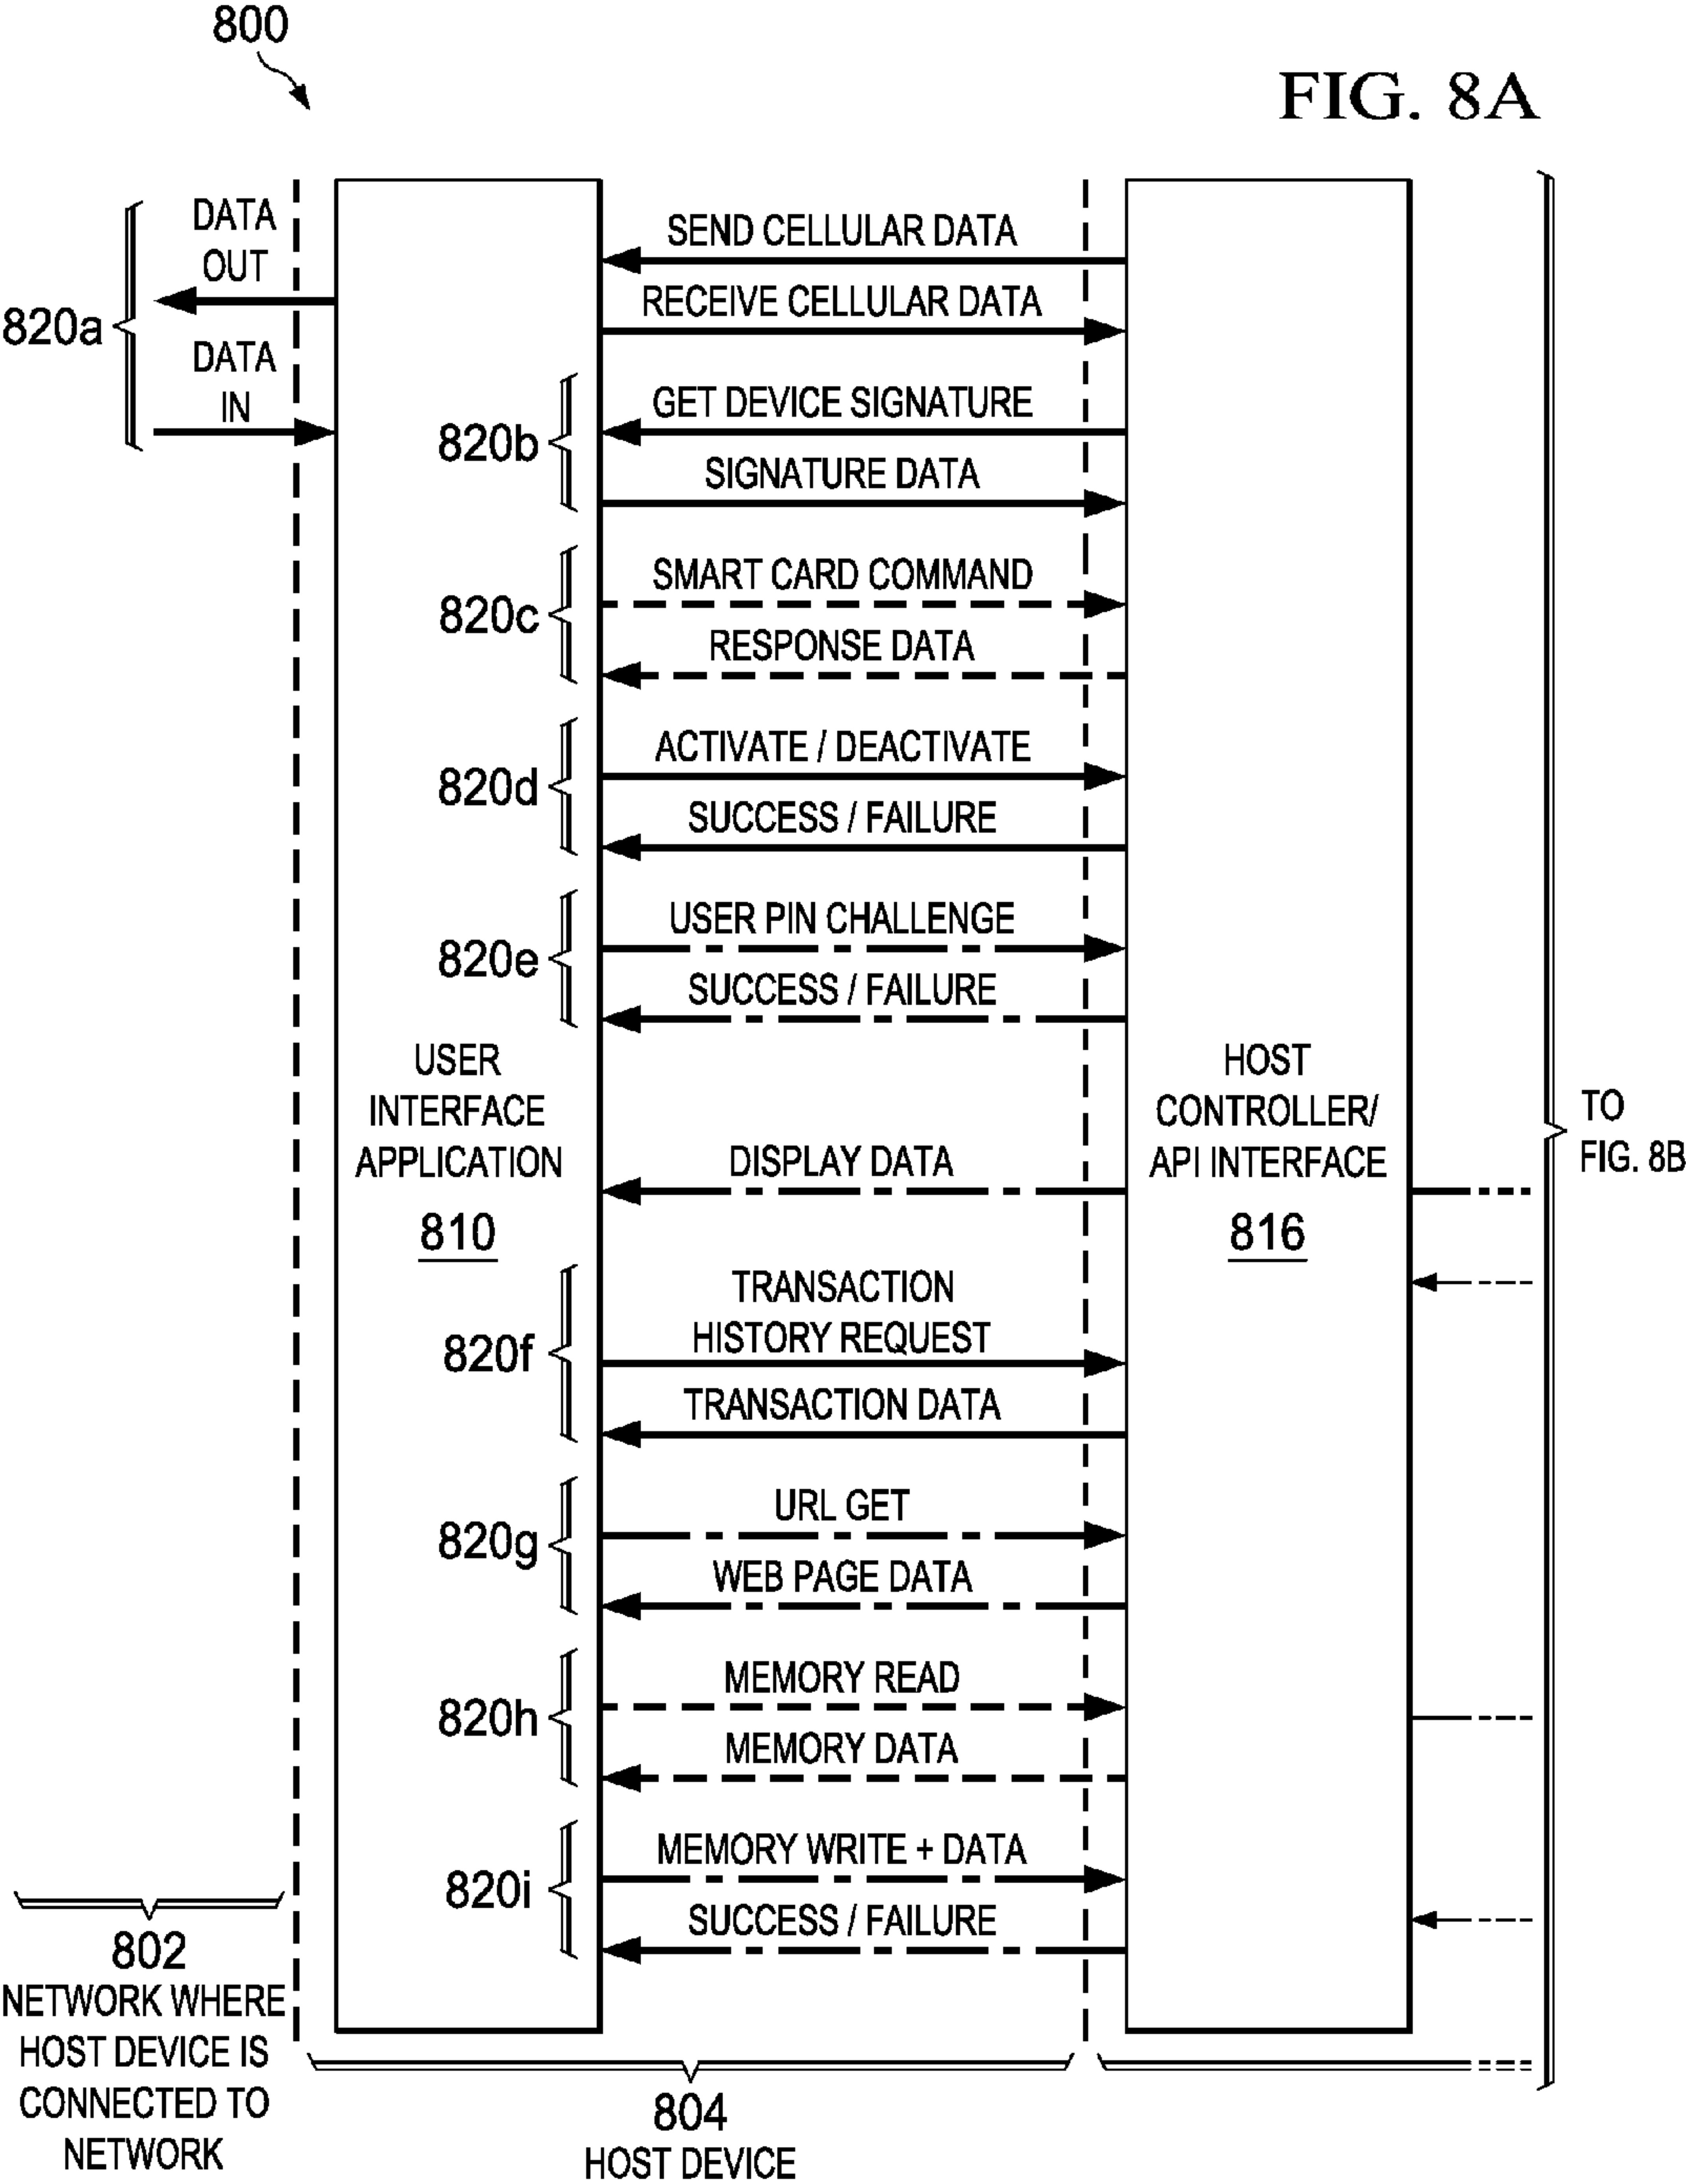 800
FIG. 8A
DATA
OUT
820a
DATA
IN
SEND CELLULAR DATA
RECEIVE CELLULAR DATA
820b
GET DEVICE SIGNATURE
SIGNATURE DATA
820c
SMART CARD COMMAND
RESPONSE DATA
820d
ACTIVATE / DEACTIVATE
SUCCESS / FAILURE
820e
USER PIN CHALLENGE
SUCCESS / FAILURE
USER
INTERFACE
APPLICATION
810
DISPLAY DATA
HOST
CONTROLLER/
API INTERFACE
816
TO
FIG. 8B
820f
TRANSACTION
HISTORY REQUEST
TRANSACTION DATA
820g
URL GET
WEB PAGE DATA
820h
MEMORY READ
MEMORY DATA
820i
MEMORY WRITE + DATA
SUCCESS / FAILURE
802
NETWORK WHERE
HOST DEVICE IS
CONNECTED TO
NETWORK
804
HOST DEVICE